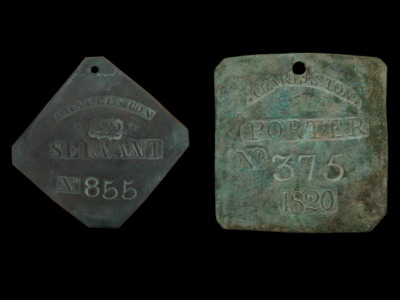 CHARLESTON
SERVANT
No 855
CHARLESTON
PORTER
No 375
1820